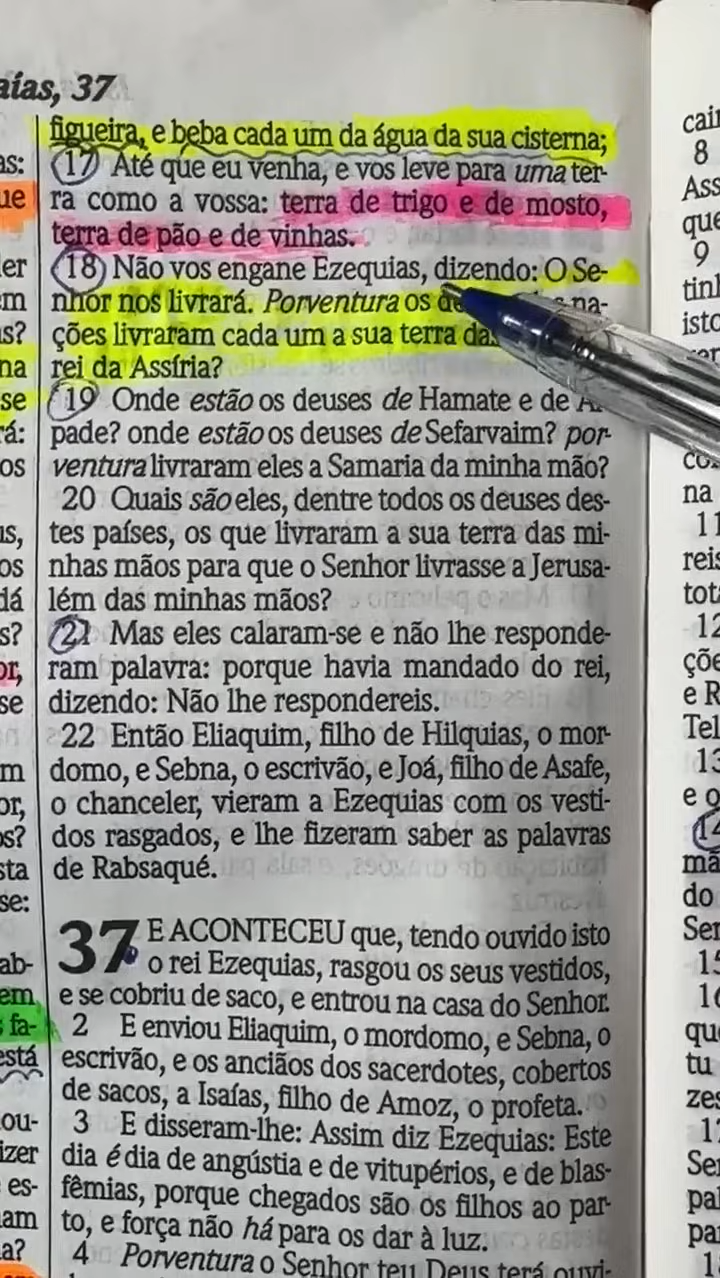 aías, 37
figueira, e beba cada um da água da sua cisterna;
17 Até que eu venha, e vos leve para uma ter-
ra como a vossa: terra de trigo e de mosto,
terra de pão e de vinhas.
18 Não vos engane Ezequias, dizendo: O Se-
nhor nos livrará. Porventura os na-
ções livraram cada um a sua terra
rei da Assíria?
19 Onde estão os deuses de Hamate e de
pade? onde estão os deuses de Sefarvaim? por-
ventura livraram eles a Samaria da minha mão?
20 Quais são eles, dentre todos os deuses des-
tes países, os que livraram a sua terra das mi-
nhas mãos para que o Senhor livrasse a Jerusa-
lém das minhas mãos?
21 Mas eles calaram-se e não lhe responde-
ram palavra: porque havia mandado do rei,
dizendo: Não lhe respondereis.
22 Então Eliaquim, filho de Hilquias, o mor-
domo, e Sebna, o escrivão, e Joá, filho de Asafe,
o chanceler, vieram a Ezequias com os vesti-
dos rasgados, e lhe fizeram saber as palavras
de Rabsaqué.
37 E ACONTECEU que, tendo ouvido isto
o rei Ezequias, rasgou os seus vestidos,
e se cobriu de saco, e entrou na casa do Senhor.
2 E enviou Eliaquim, o mordomo, e Sebna, o
escrivão, e os anciãos dos sacerdotes, cobertos
de sacos, a Isaías, filho de Amoz, o profeta.
3 E disseram-lhe: Assim diz Ezequias: Este
dia é dia de angústia e de vitupérios, e de blas-
fêmias, porque chegados são os filhos ao par-
to, e força não há para os dar à luz.
4 Porventura o Senhor teu Deus terá ouvi-